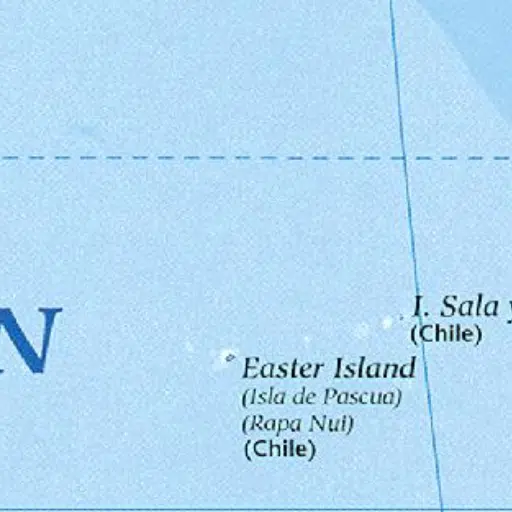 I. Sala y
(Chile)
N
Easter Island
(Isla de Pascua)
(Rapa Nui)
(Chile)